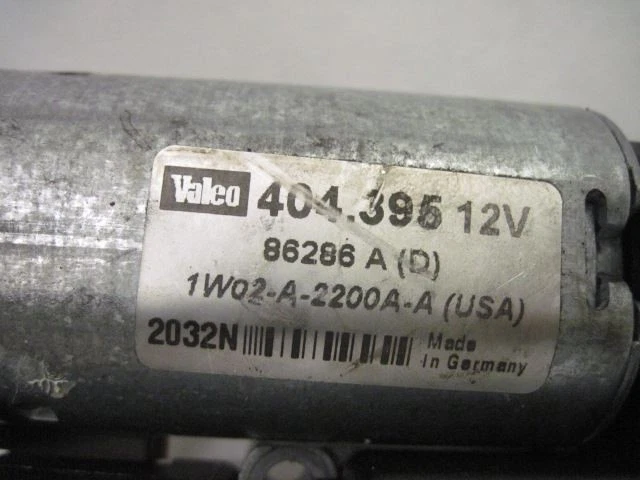 Valeo 404.395 12V
86286 A (D)
1W02-A-2200A-A (USA)
2032N Made
In Germany